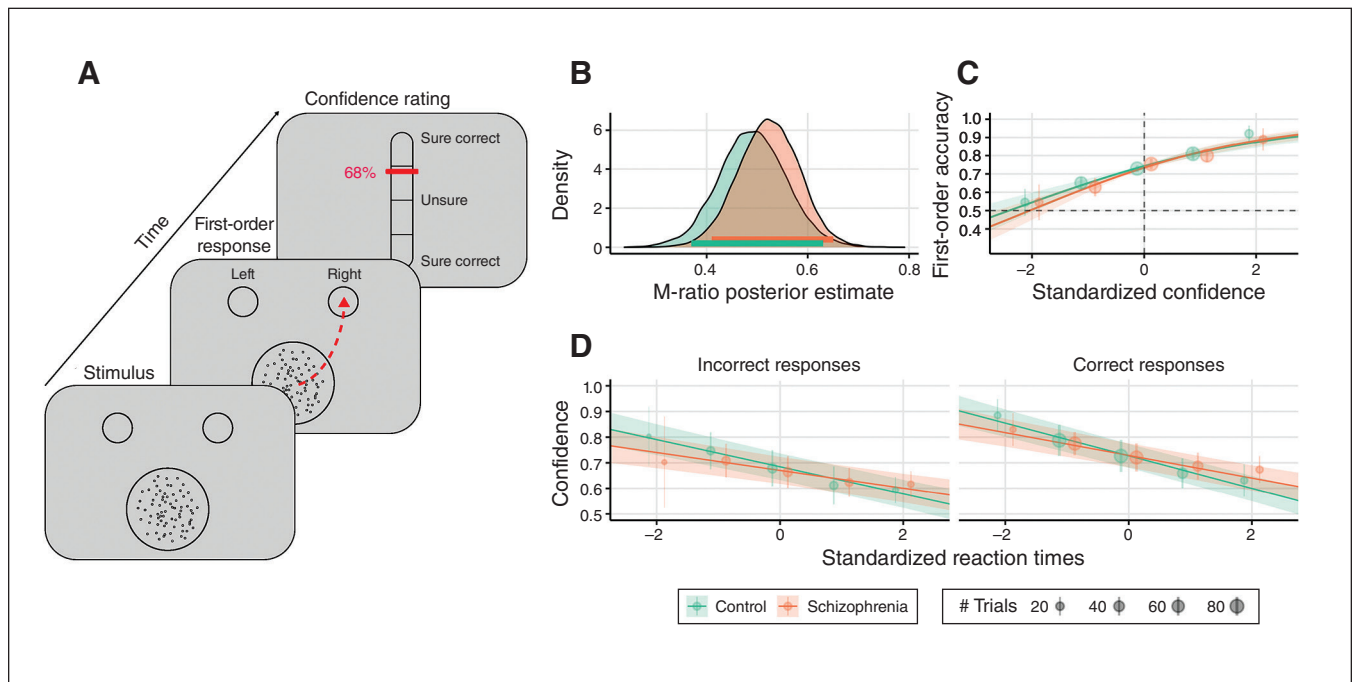 A
Confidence rating
Sure correct
68%
Unsure
Sure correct
Time
First-order
response
Left Right
Stimulus
B
Density
6
4
2
0
0.4 0.6 0.8
M-ratio posterior estimate
C
First-order accuracy
1.0
0.9
0.8
0.7
0.6
0.5
0.4
−2 0 2
Standardized confidence
D
Incorrect responses Correct responses
Confidence
1.0
0.9
0.8
0.7
0.6
0.5
−2 0 2 −2 0 2
Standardized reaction times
Control Schizophrenia
# Trials 20 40 60 80